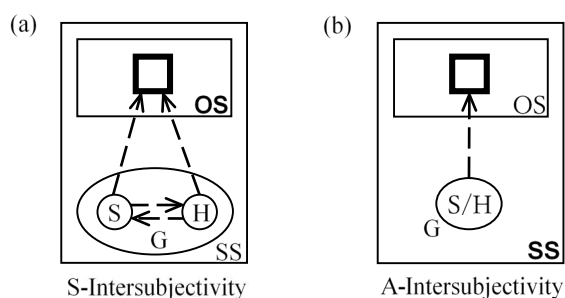 (a)
OS
S
H
G
SS
S-Intersubjectivity
(b)
OS
S/H
G
SS
A-Intersubjectivity